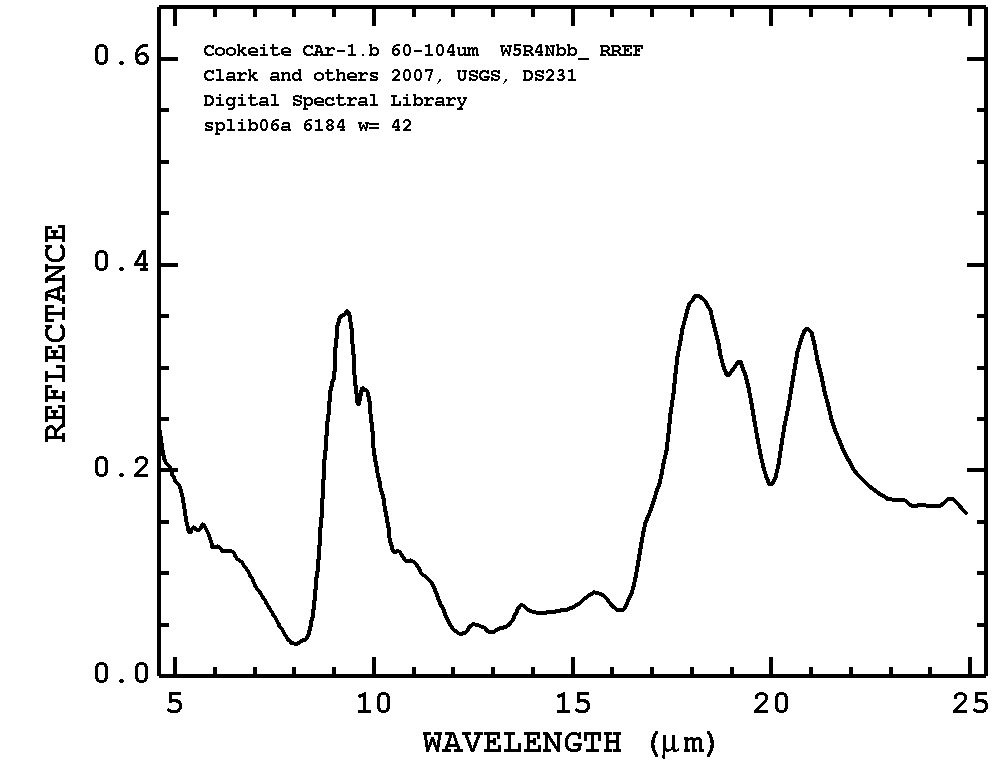 Cookeite CAr-1.b 60-104um W5R4Nbb_ RREF
Clark and others 2007, USGS, DS231
Digital Spectral Library
splib06a 6184 w= 42
REFLECTANCE
0.6
0.4
0.2
0.0
5 10 15 20 25
WAVELENGTH (μm)